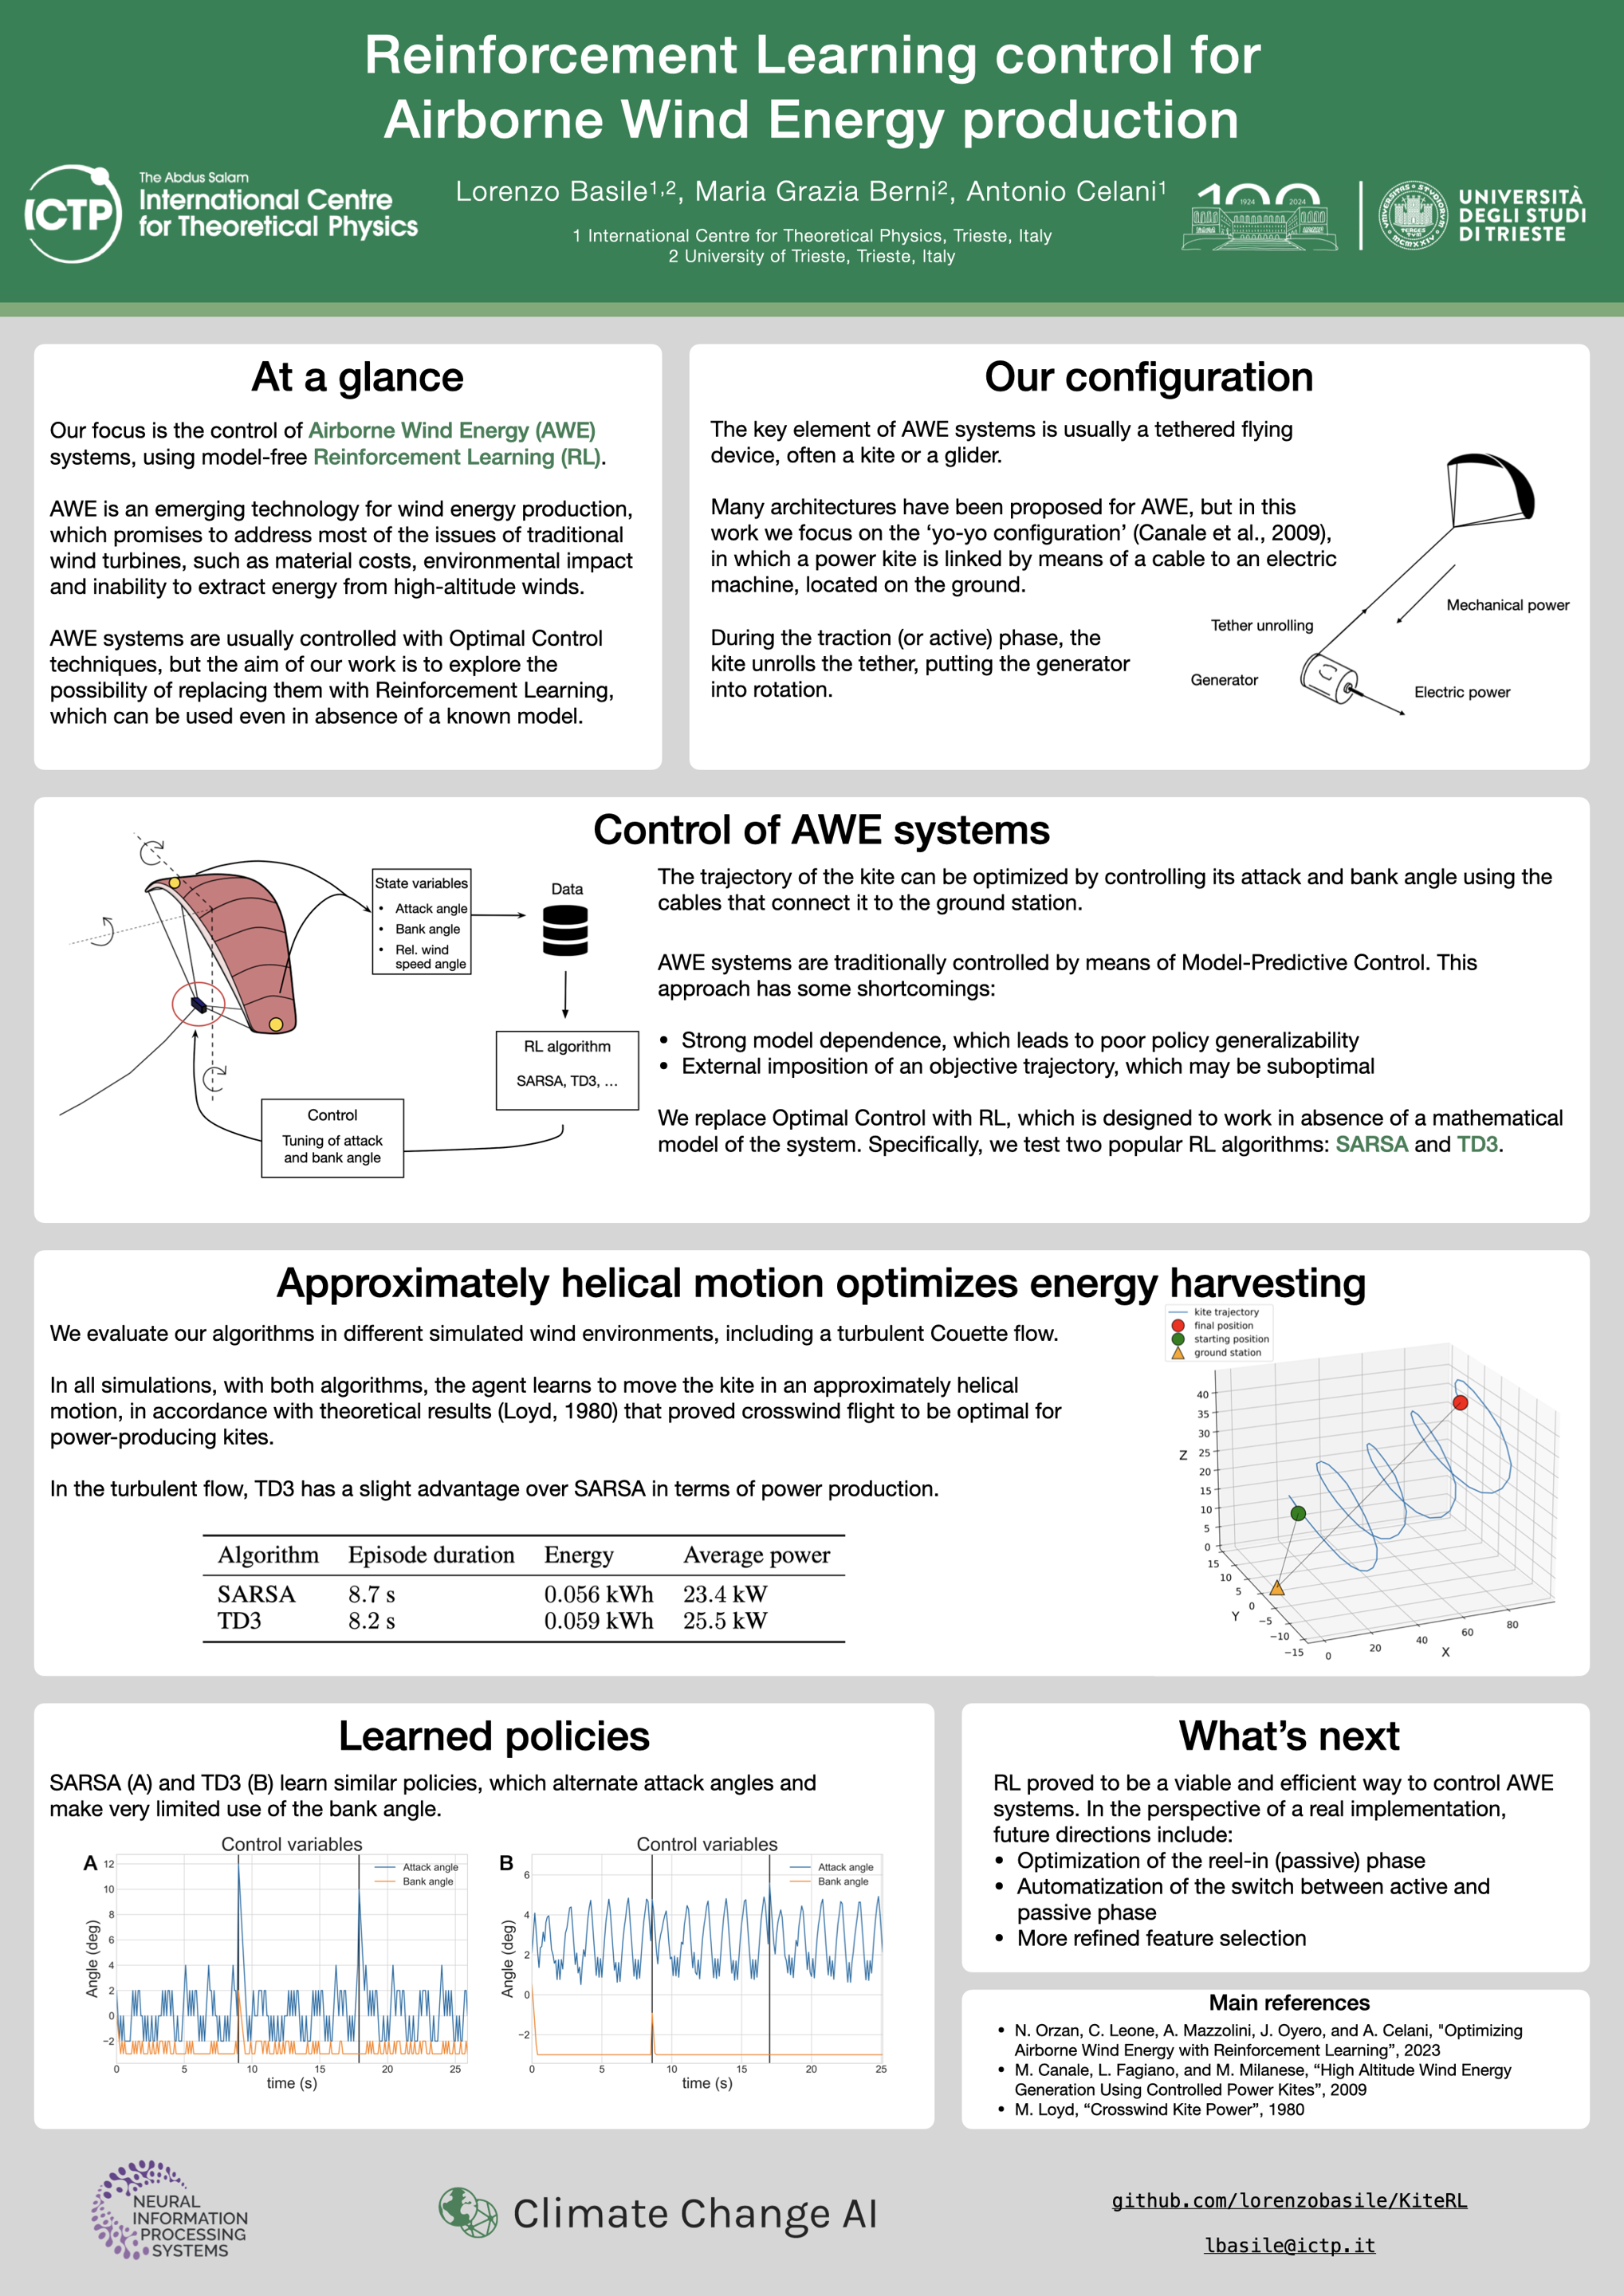 Reinforcement Learning control for
Airborne Wind Energy production
ICTP
The Abdus Salam
International Centre
for Theoretical Physics
Lorenzo Basile1,2, Maria Grazia Berni2, Antonio Celani1
1 International Centre for Theoretical Physics, Trieste, Italy
2 University of Trieste, Trieste, Italy
100
1924 2024
UNIVERSITÀ
DEGLI STUDI
DI TRIESTE
At a glance
Our focus is the control of Airborne Wind Energy (AWE)
systems, using model-free Reinforcement Learning (RL).
AWE is an emerging technology for wind energy production,
which promises to address most of the issues of traditional
wind turbines, such as material costs, environmental impact
and inability to extract energy from high-altitude winds.
AWE systems are usually controlled with Optimal Control
techniques, but the aim of our work is to explore the
possibility of replacing them with Reinforcement Learning,
which can be used even in absence of a known model.
Our configuration
The key element of AWE systems is usually a tethered flying
device, often a kite or a glider.
Many architectures have been proposed for AWE, but in this
work we focus on the ‘yo-yo configuration’ (Canale et al., 2009),
in which a power kite is linked by means of a cable to an electric
machine, located on the ground.
During the traction (or active) phase, the
kite unrolls the tether, putting the generator
into rotation.
Mechanical power
Tether unrolling
Generator
Electric power
Control of AWE systems
State variables
• Attack angle
• Bank angle
• Rel. wind
speed angle
Data
RL algorithm
SARSA, TD3, ...
Control
Tuning of attack
and bank angle
The trajectory of the kite can be optimized by controlling its attack and bank angle using the
cables that connect it to the ground station.
AWE systems are traditionally controlled by means of Model-Predictive Control. This
approach has some shortcomings:
• Strong model dependence, which leads to poor policy generalizability
• External imposition of an objective trajectory, which may be suboptimal
We replace Optimal Control with RL, which is designed to work in absence of a mathematical
model of the system. Specifically, we test two popular RL algorithms: SARSA and TD3.
Approximately helical motion optimizes energy harvesting
We evaluate our algorithms in different simulated wind environments, including a turbulent Couette flow.
In all simulations, with both algorithms, the agent learns to move the kite in an approximately helical
motion, in accordance with theoretical results (Loyd, 1980) that proved crosswind flight to be optimal for
power-producing kites.
In the turbulent flow, TD3 has a slight advantage over SARSA in terms of power production.
Algorithm Episode duration Energy Average power
SARSA 8.7 s 0.056 kWh 23.4 kW
TD3 8.2 s 0.059 kWh 25.5 kW
kite trajectory
final position
starting position
ground station
40
35
30
Z 25
20
15
10
5
0
15
10
5
0
Y −5
−10
−15
0 20 40 60 80
X
Learned policies
SARSA (A) and TD3 (B) learn similar policies, which alternate attack angles and
make very limited use of the bank angle.
A
Control variables
Attack angle
Bank angle
Angle (deg)
12
10
8
6
4
2
0
−2
0 5 10 15 20 25
time (s)
B
Control variables
Attack angle
Bank angle
Angle (deg)
6
4
2
0
−2
0 5 10 15 20 25
time (s)
What’s next
RL proved to be a viable and efficient way to control AWE
systems. In the perspective of a real implementation,
future directions include:
• Optimization of the reel-in (passive) phase
• Automatization of the switch between active and
passive phase
• More refined feature selection
Main references
• N. Orzan, C. Leone, A. Mazzolini, J. Oyero, and A. Celani, "Optimizing
Airborne Wind Energy with Reinforcement Learning”, 2023
• M. Canale, L. Fagiano, and M. Milanese, “High Altitude Wind Energy
Generation Using Controlled Power Kites”, 2009
• M. Loyd, “Crosswind Kite Power”, 1980
NEURAL
INFORMATION
PROCESSING
SYSTEMS
Climate Change AI
github.com/lorenzobasile/KiteRL
lbasile@ictp.it